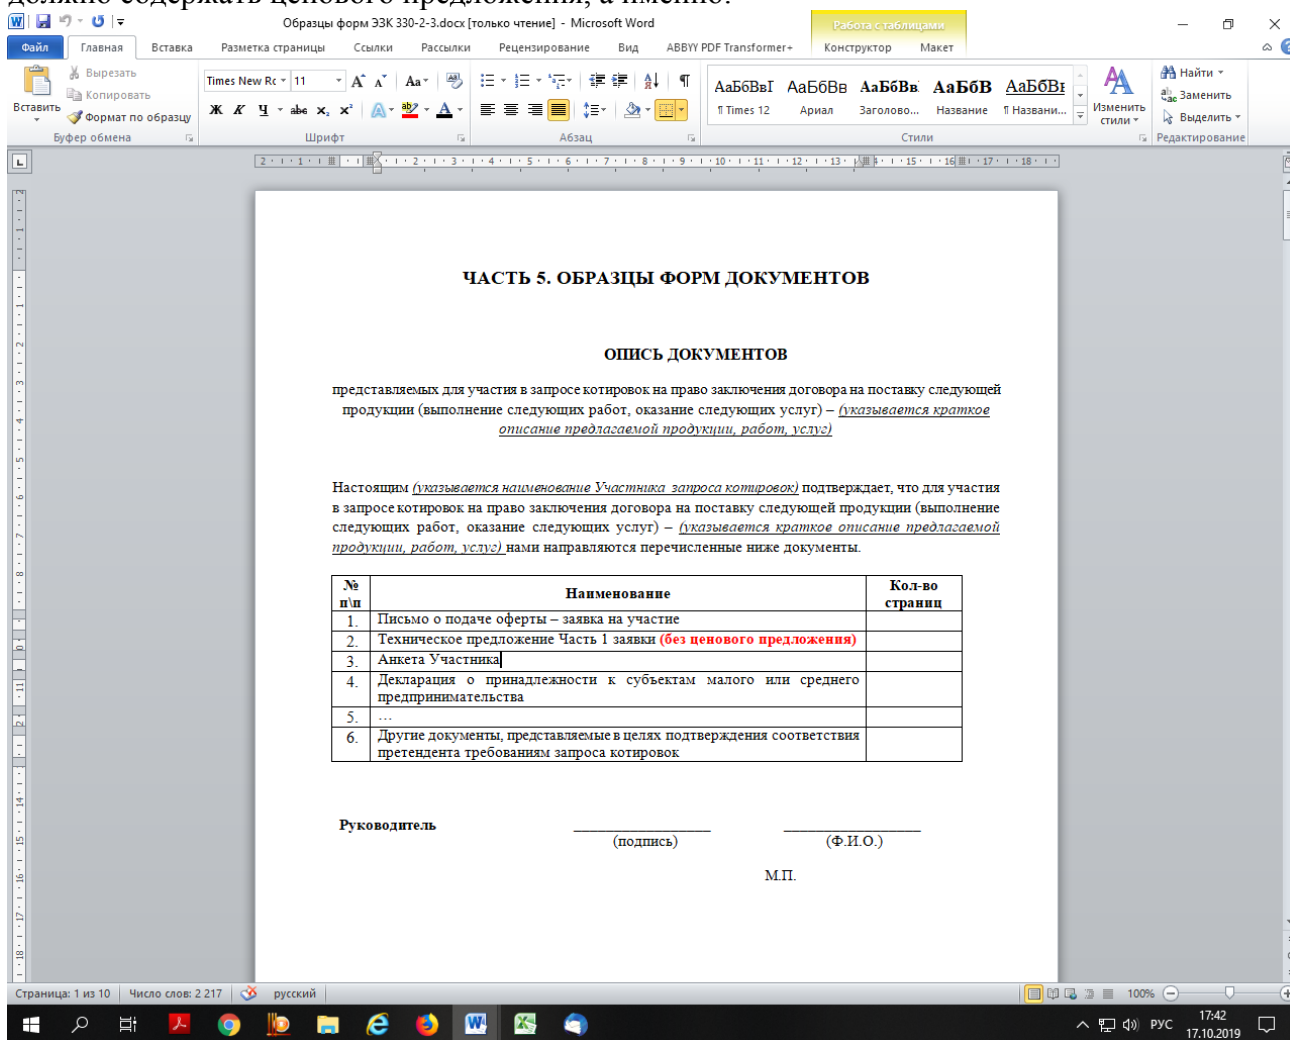 должно содержать ценового предложения, а именно:
Образцы форм ЭЗК 330-2-3.docx [только чтение] - Microsoft Word
Работа с таблицами
Файл Главная Вставка Разметка страницы Ссылки Рассылки Рецензирование Вид ABBYY PDF Transformer+ Конструктор Макет
Вставить
Вырезать
Копировать
Формат по образцу
Буфер обмена
Times New Rc 11
Шрифт
Абзац
АаБбВвІ АаБбВв АаБбВв. АаБбВ АаБбВг
¶ Times 12 Ариал Заголово... Название ¶ Названи...
Изменить стили
Стили
Найти
Заменить
Выделить
Редактирование
ЧАСТЬ 5. ОБРАЗЦЫ ФОРМ ДОКУМЕНТОВ
ОПИСЬ ДОКУМЕНТОВ
представляемых для участия в запросе котировок на право заключения договора на поставку следующей
продукции (выполнение следующих работ, оказание следующих услуг) – (указывается краткое
описание предлагаемой продукции, работ, услуг)
Настоящим (указывается наименование Участника запроса котировок) подтверждает, что для участия
в запросе котировок на право заключения договора на поставку следующей продукции (выполнение
следующих работ, оказание следующих услуг) – (указывается краткое описание предлагаемой
продукции, работ, услуг) нами направляются перечисленные ниже документы.
№ п\п Наименование Кол-во страниц
1. Письмо о подаче оферты – заявка на участие
2. Техническое предложение Часть 1 заявки (без ценового предложения)
3. Анкета Участника
4. Декларация о принадлежности к субъектам малого или среднего
предпринимательства
5. …
6. Другие документы, представляемые в целях подтверждения соответствия
претендента требованиям запроса котировок
Руководитель
(подпись) (Ф.И.О.)
М.П.
Страница: 1 из 10 Число слов: 2 217 русский 100%
РУС 17:42
17.10.2019